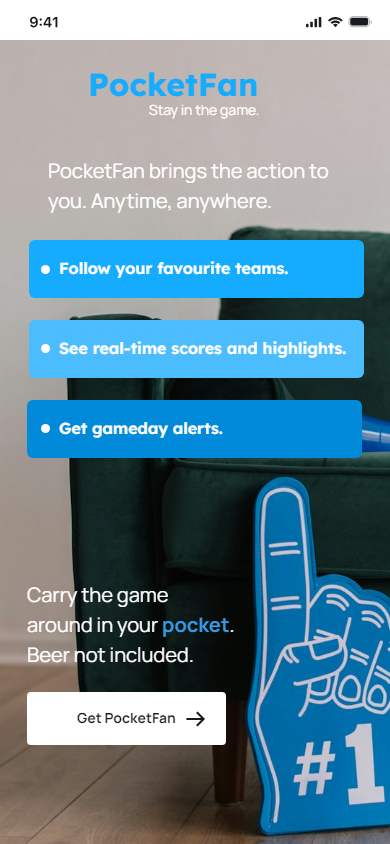 9:41
PocketFan
Stay in the game.
PocketFan brings the action to
you. Anytime, anywhere.
Follow your favourite teams.
See real-time scores and highlights.
Get gameday alerts.
Carry the game
around in your pocket.
Beer not included.
Get PocketFan
#1